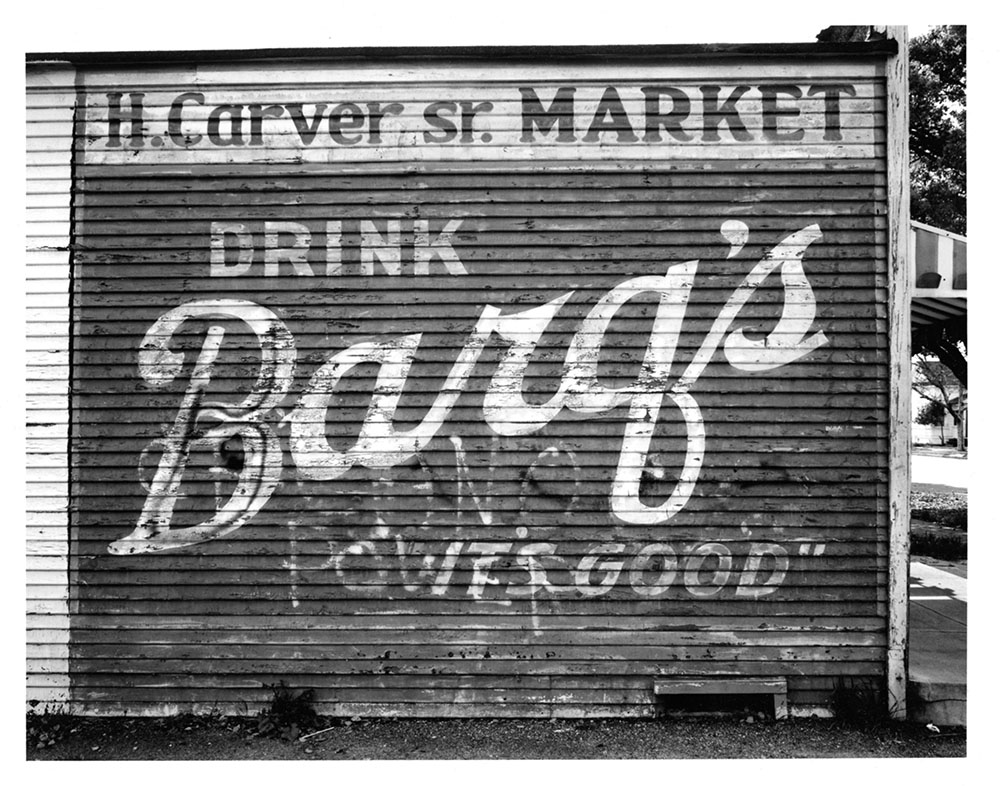 H. Carver sr. MARKET
DRINK
Barq's
IT'S GOOD"